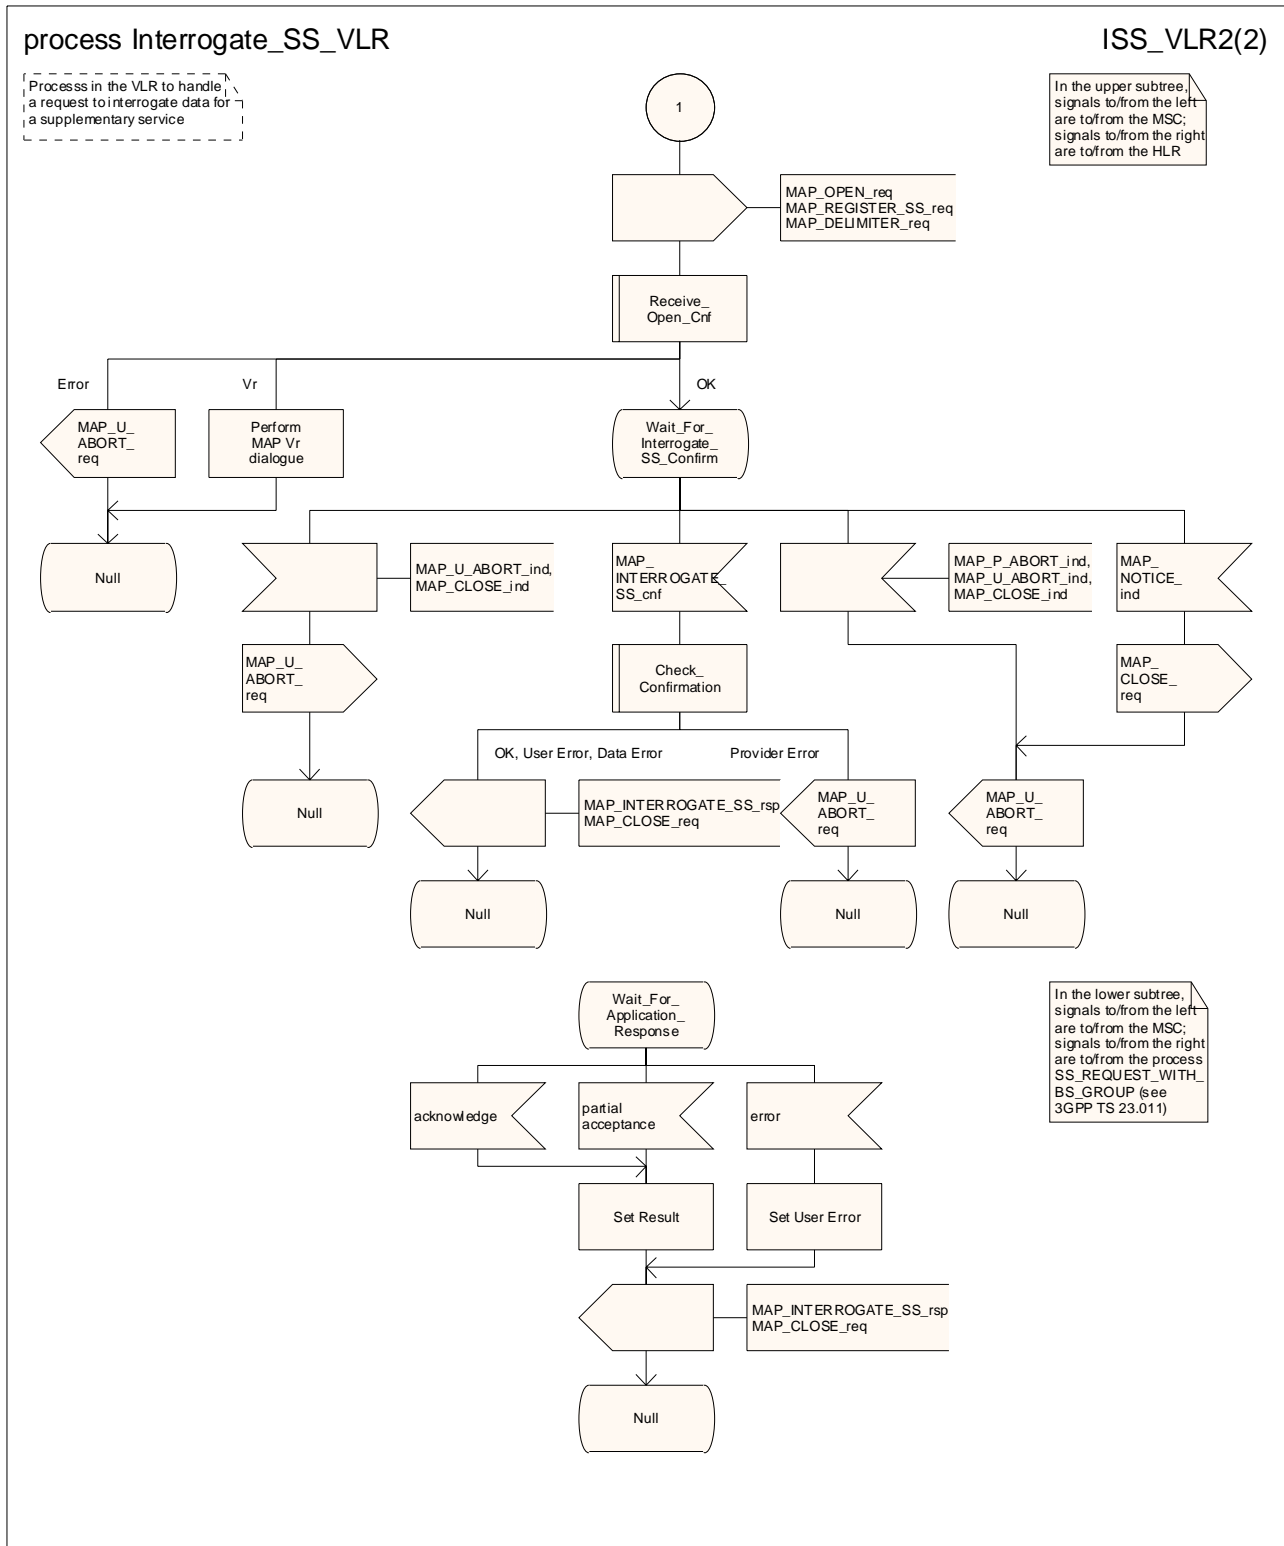 process Interrogate_SS_VLR
ISS_VLR2(2)
Processs in the VLR to handle
a request to interrogate data for
a supplementary service
1
In the upper subtree,
signals to/from the left
are to/from the MSC;
signals to/from the right
are to/from the HLR
MAP_OPEN_req
MAP_REGISTER_SS_req
MAP_DELIMITER_req
Receive_
Open_Cnf
Error
Vr
OK
MAP_U_
ABORT_
req
Perform
MAP Vr
dialogue
Wait_For_
Interrogate_
SS_Confirm
Null
MAP_U_ABORT_ind,
MAP_CLOSE_ind
MAP_
INTERROGATE_
SS_cnf
MAP_P_ABORT_ind,
MAP_U_ABORT_ind,
MAP_CLOSE_ind
MAP_
NOTICE_
ind
MAP_U_
ABORT_
req
Check_
Confirmation
MAP_
CLOSE_
req
OK, User Error, Data Error
Provider Error
Null
MAP_INTERROGATE_SS_rsp
MAP_CLOSE_req
MAP_U_
ABORT_
req
MAP_U_
ABORT_
req
Null
Null
Null
Wait_For_
Application_
Response
In the lower subtree,
signals to/from the left
are to/from the MSC;
signals to/from the right
are to/from the process
SS_REQUEST_WITH_
BS_GROUP (see
3GPP TS 23.011)
acknowledge
partial
acceptance
error
Set Result
Set User Error
MAP_INTERROGATE_SS_rsp
MAP_CLOSE_req
Null